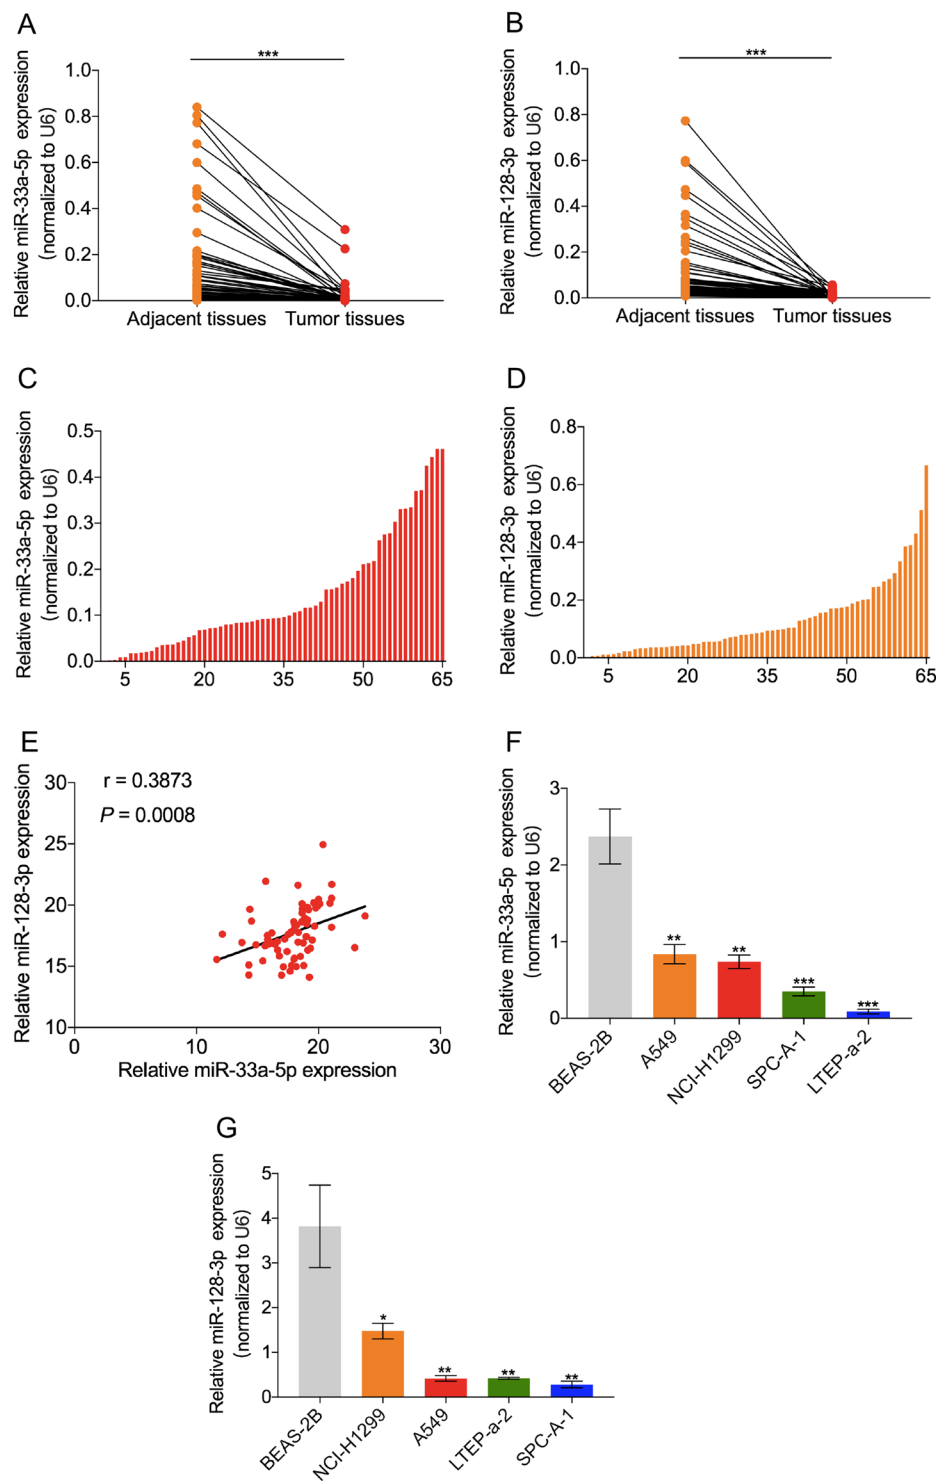 A
***
Relative miR-33a-5p expression
(normalized to U6)
1.0
0.8
0.6
0.4
0.2
0.0
Adjacent tissues
Tumor tissues
B
***
Relative miR-128-3p expression
(normalized to U6)
1.0
0.8
0.6
0.4
0.2
0.0
Adjacent tissues
Tumor tissues
C
Relative miR-33a-5p expression
(normalized to U6)
0.5
0.4
0.3
0.2
0.1
0.0
5
20
35
50
65
D
Relative miR-128-3p expression
(normalized to U6)
0.8
0.6
0.4
0.2
0.0
5
20
35
50
65
E
r = 0.3873
P = 0.0008
Relative miR-128-3p expression
30
25
20
15
10
0
10
20
30
Relative miR-33a-5p expression
F
Relative miR-33a-5p expression
(normalized to U6)
3
2
1
0
**
**
***
***
BEAS-2B
A549
NCI-H1299
SPC-A-1
LTEP-a-2
G
Relative miR-128-3p expression
(normalized to U6)
5
4
3
2
1
0
*
**
**
**
BEAS-2B
NCI-H1299
A549
LTEP-a-2
SPC-A-1